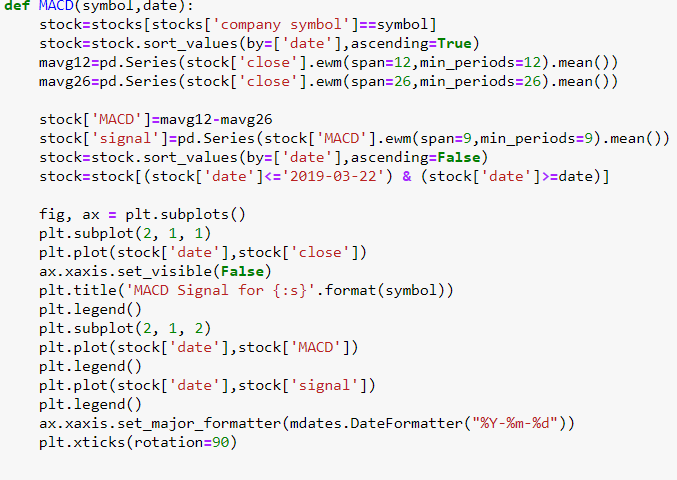 def MACD(symbol,date):
    stock=stocks[stocks['company symbol']==symbol]
    stock=stock.sort_values(by=['date'],ascending=True)
    mavg12=pd.Series(stock['close'].ewm(span=12,min_periods=12).mean())
    mavg26=pd.Series(stock['close'].ewm(span=26,min_periods=26).mean())
    stock['MACD']=mavg12-mavg26
    stock['signal']=pd.Series(stock['MACD'].ewm(span=9,min_periods=9).mean())
    stock=stock.sort_values(by=['date'],ascending=False)
    stock=stock[(stock['date']<='2019-03-22') & (stock['date']>=date)]
    fig, ax = plt.subplots()
    plt.subplot(2, 1, 1)
    plt.plot(stock['date'],stock['close'])
    ax.xaxis.set_visible(False)
    plt.title('MACD Signal for {:s}'.format(symbol))
    plt.legend()
    plt.subplot(2, 1, 2)
    plt.plot(stock['date'],stock['MACD'])
    plt.legend()
    plt.plot(stock['date'],stock['signal'])
    plt.legend()
    ax.xaxis.set_major_formatter(mdates.DateFormatter("%Y-%m-%d"))
    plt.xticks(rotation=90)